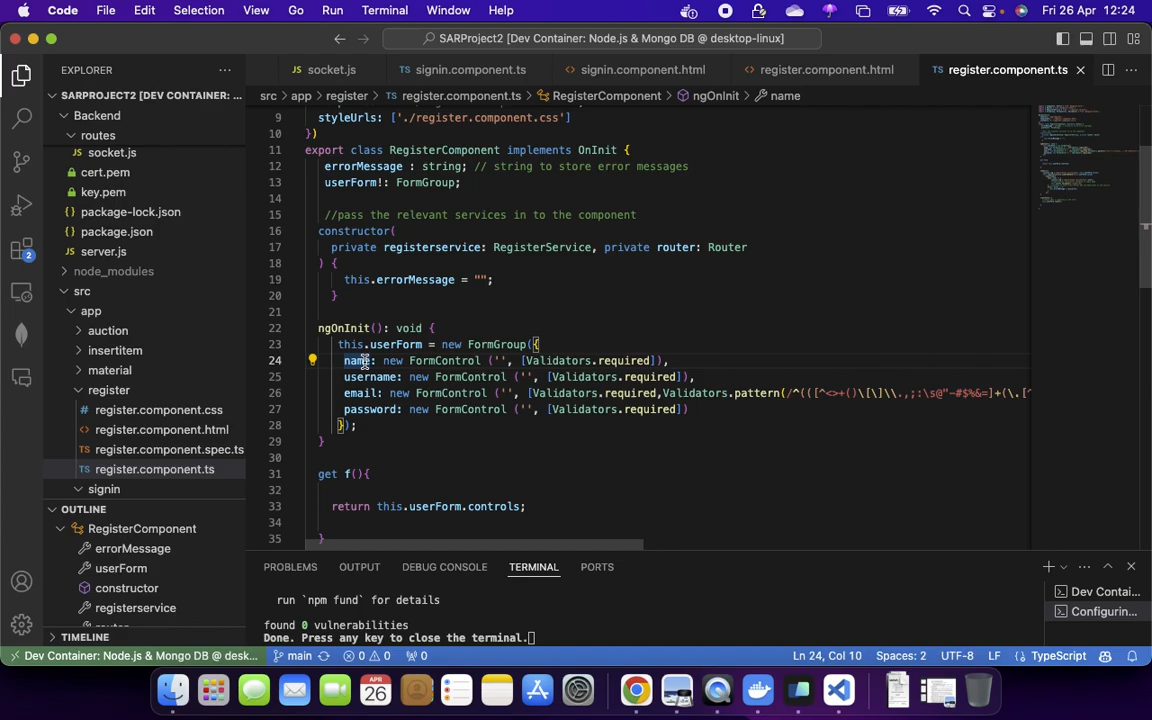 Code File Edit Selection View Go Run Terminal Window Help Fri 26 Apr 12:24
SARProject2 [Dev Container: Node.js & Mongo DB @ desktop-linux]
EXPLORER
socket.js signin.component.ts signin.component.html register.component.html register.component.ts
SARPROJECT2 [DEV CONTAINER: ...
src > app > register > TS register.component.ts > RegisterComponent > ngOnInit > name
Backend
routes
JS socket.js
cert.pem
key.pem
package-lock.json
package.json
server.js
node_modules
src
app
auction
insertitem
material
register
register.component.css
register.component.html
register.component.spec.ts
register.component.ts
signin
OUTLINE
RegisterComponent
errorMessage
userForm
constructor
registerservice
TIMELINE
9 styleUrls: ['./register.component.css']
10 })
11 export class RegisterComponent implements OnInit {
12 errorMessage : string; // string to store error messages
13 userForm!: FormGroup;
14
15 //pass the relevant services in to the component
16 constructor(
17 private registerservice: RegisterService, private router: Router
18 ) {
19 this.errorMessage = "";
20 }
21
22 ngOnInit(): void {
23 this.userForm = new FormGroup({
24 name: new FormControl ('', [Validators.required]),
25 username: new FormControl ('', [Validators.required]),
26 email: new FormControl ('', [Validators.required,Validators.pattern(/^(([^<>+()\[\]\\.,;:\s@"-#$%&=]+(\.[^
27 password: new FormControl ('', [Validators.required])
28 });
29 }
30
31 get f(){
32
33 return this.userForm.controls;
34
35 }
PROBLEMS OUTPUT DEBUG CONSOLE TERMINAL PORTS
run `npm fund` for details
found 0 vulnerabilities
Done. Press any key to close the terminal.
Dev Contai...
Configurin...
Dev Container: Node.js & Mongo DB @ desk... main 0 0 0 Ln 24, Col 10 Spaces: 2 UTF-8 LF TypeScript
APR
26